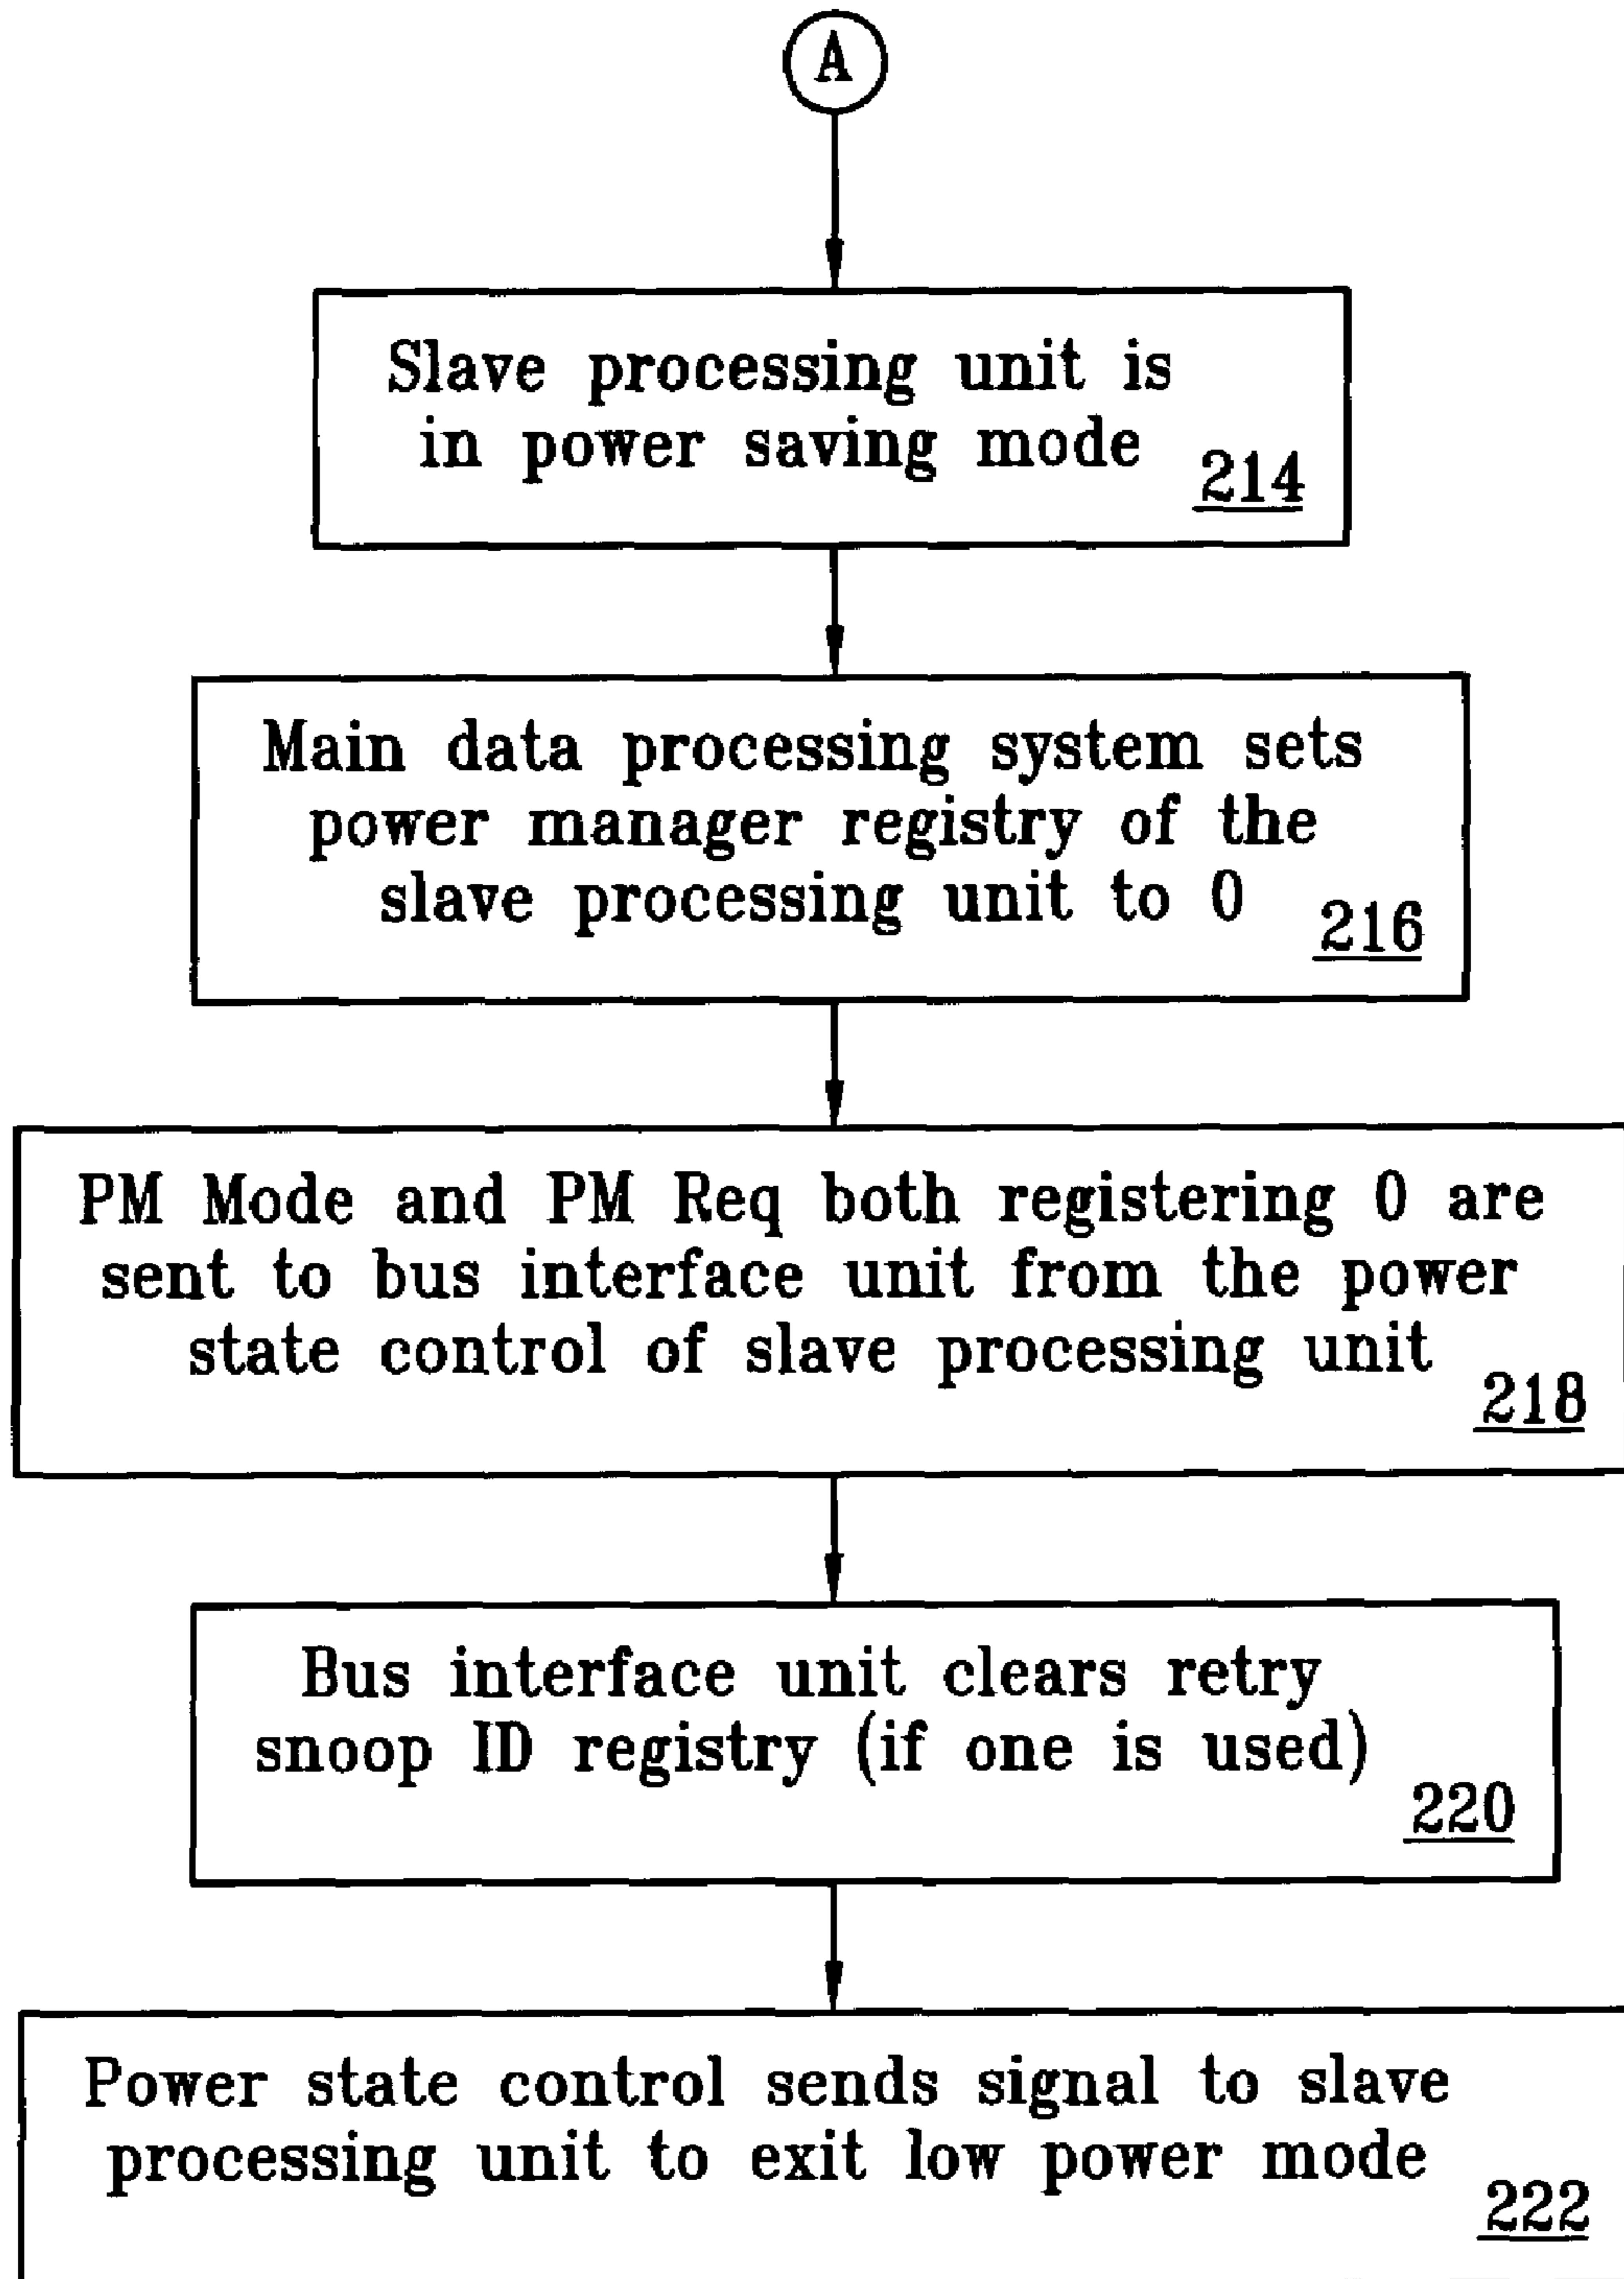 A
Slave processing unit is
in power saving mode
214
Main data processing system sets
power manager registry of the
slave processing unit to 0
216
PM Mode and PM Req both registering 0 are
sent to bus interface unit from the power
state control of slave processing unit
218
Bus interface unit clears retry
snoop ID registry (if one is used)
220
Power state control sends signal to slave
processing unit to exit low power mode
222